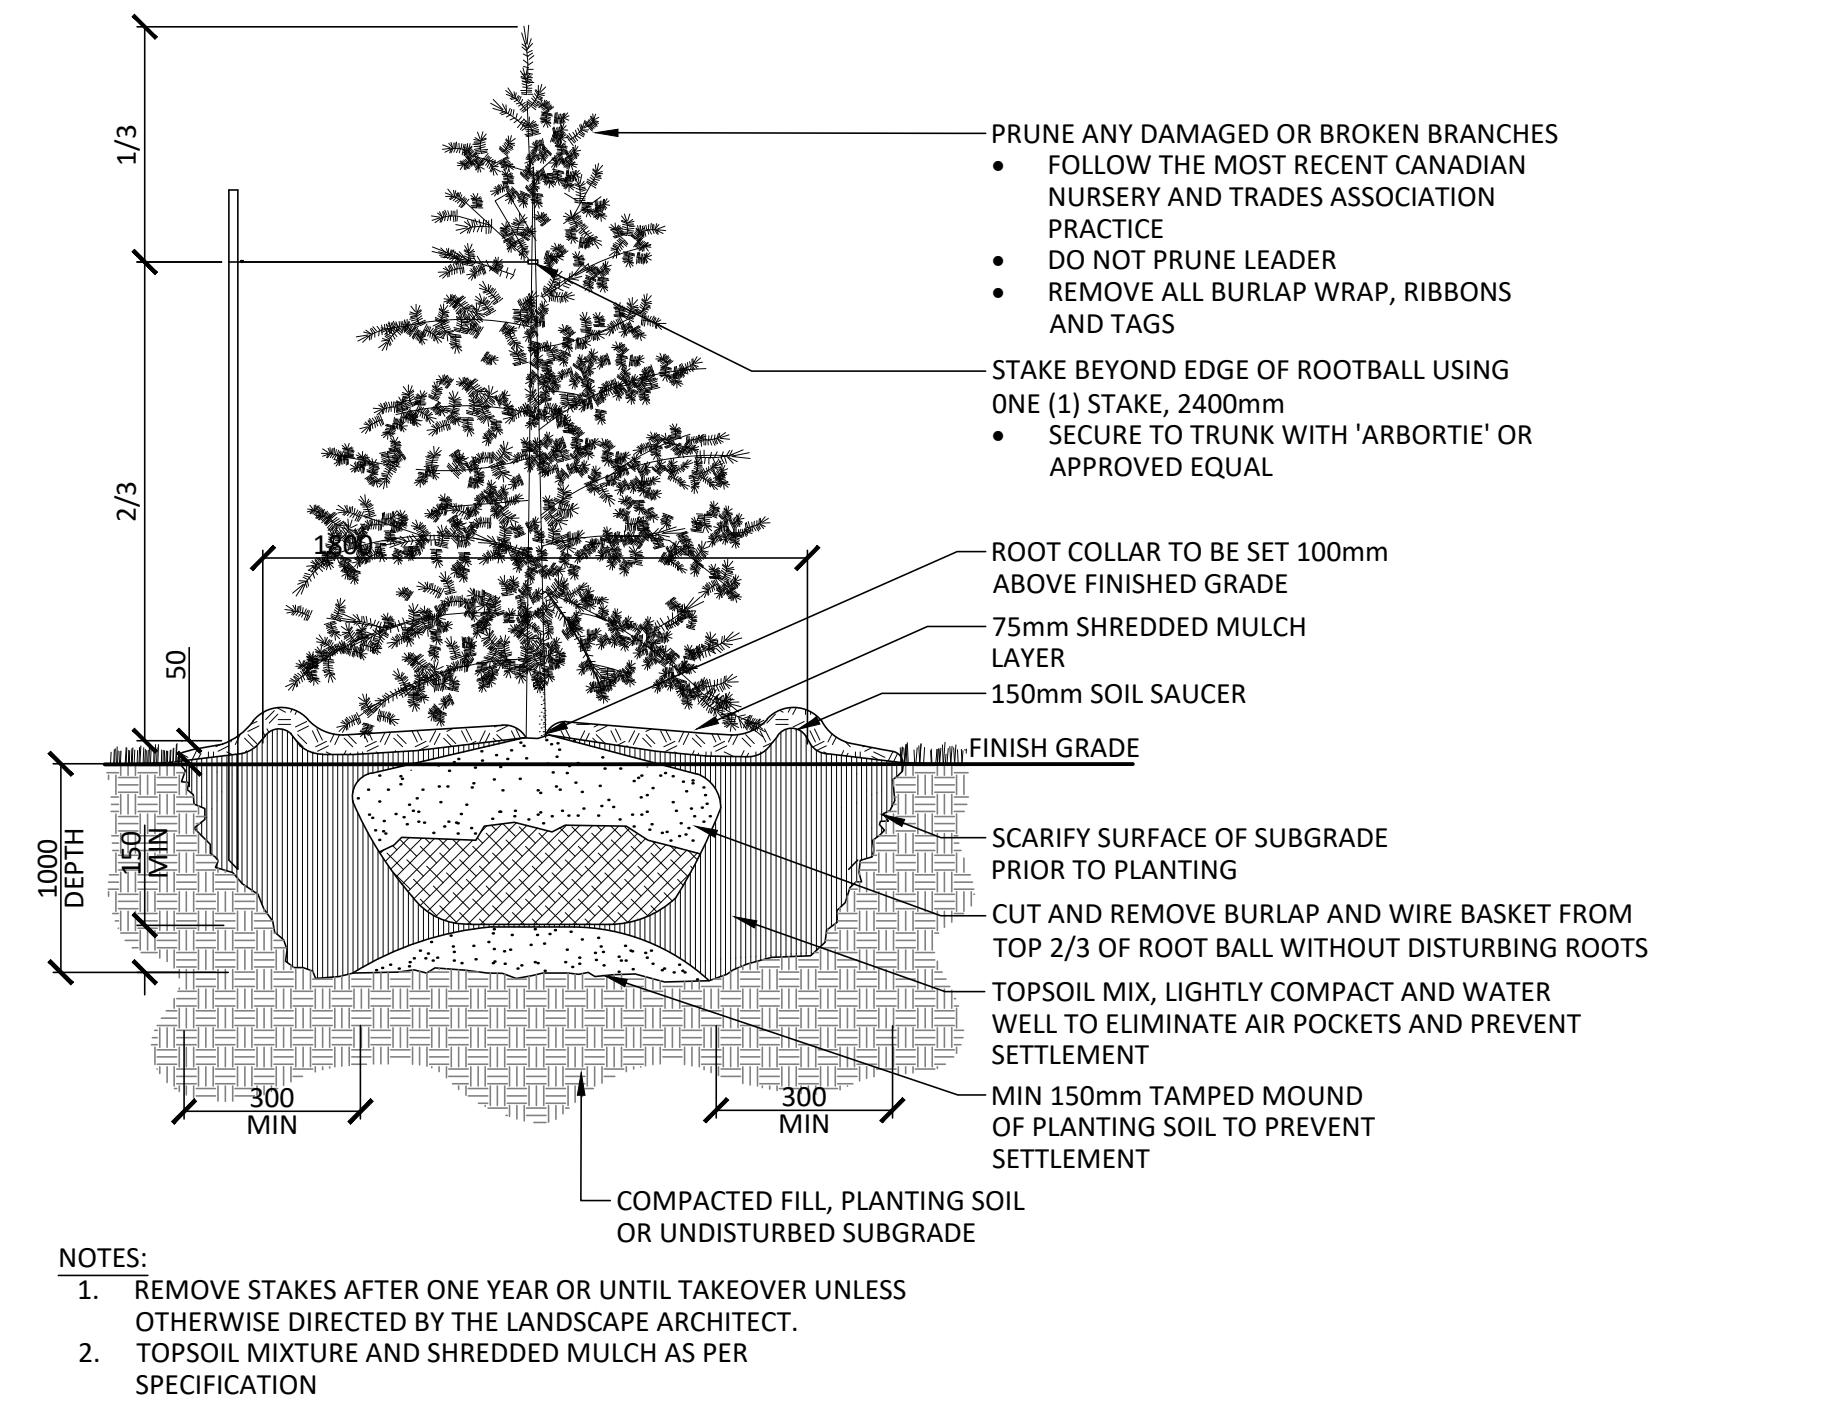 1/3
PRUNE ANY DAMAGED OR BROKEN BRANCHES
• FOLLOW THE MOST RECENT CANADIAN
NURSERY AND TRADES ASSOCIATION
PRACTICE
• DO NOT PRUNE LEADER
• REMOVE ALL BURLAP WRAP, RIBBONS
AND TAGS
STAKE BEYOND EDGE OF ROOTBALL USING
0NE (1) STAKE, 2400mm
• SECURE TO TRUNK WITH 'ARBORTIE' OR
APPROVED EQUAL
2/3
1800
ROOT COLLAR TO BE SET 100mm
ABOVE FINISHED GRADE
75mm SHREDDED MULCH
LAYER
50
150mm SOIL SAUCER
FINISH GRADE
1000
DEPTH
150
MIN
SCARIFY SURFACE OF SUBGRADE
PRIOR TO PLANTING
CUT AND REMOVE BURLAP AND WIRE BASKET FROM
TOP 2/3 OF ROOT BALL WITHOUT DISTURBING ROOTS
TOPSOIL MIX, LIGHTLY COMPACT AND WATER
WELL TO ELIMINATE AIR POCKETS AND PREVENT
SETTLEMENT
300
MIN
300
MIN
MIN 150mm TAMPED MOUND
OF PLANTING SOIL TO PREVENT
SETTLEMENT
COMPACTED FILL, PLANTING SOIL
OR UNDISTURBED SUBGRADE
NOTES:
1. REMOVE STAKES AFTER ONE YEAR OR UNTIL TAKEOVER UNLESS
OTHERWISE DIRECTED BY THE LANDSCAPE ARCHITECT.
2. TOPSOIL MIXTURE AND SHREDDED MULCH AS PER
SPECIFICATION